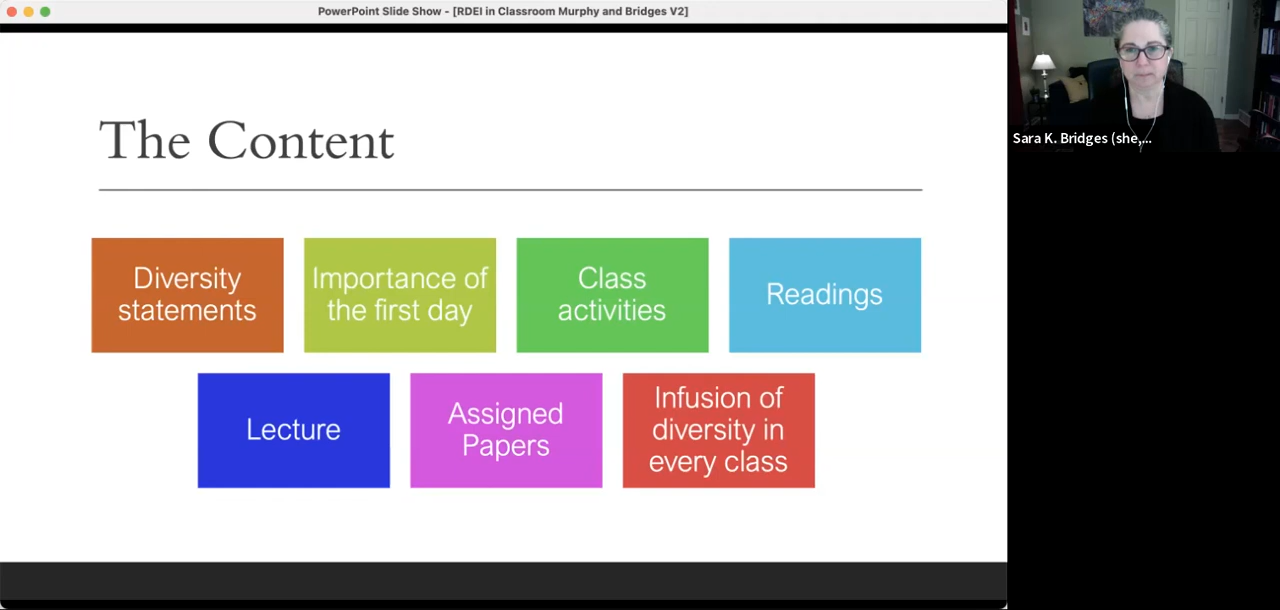 PowerPoint Slide Show - [RDEI in Classroom Murphy and Bridges V2]
The Content
Diversity
statements
Importance of
the first day
Class
activities
Readings
Lecture
Assigned
Papers
Infusion of
diversity in
every class
Sara K. Bridges (she,...